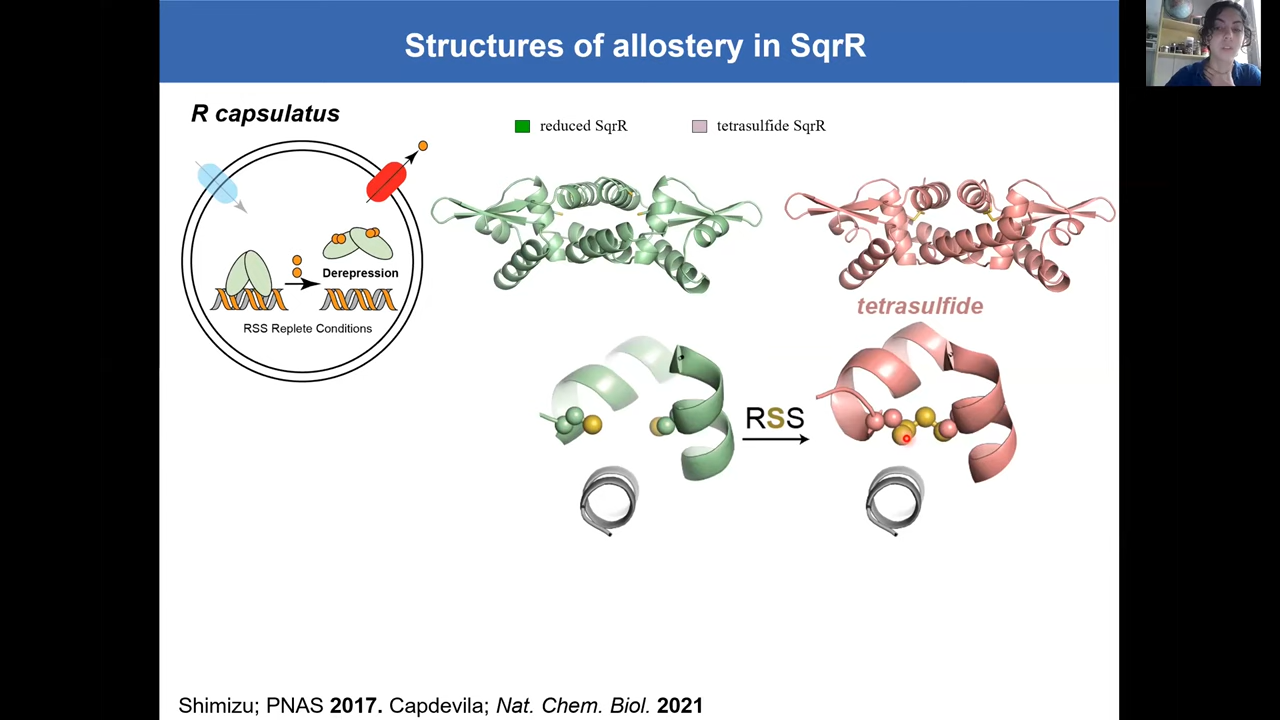 Structures of allostery in SqrR
R capsulatus
reduced SqrR
tetrasulfide SqrR
Derepression
RSS Replete Conditions
tetrasulfide
RSS
Shimizu; PNAS 2017. Capdevila; Nat. Chem. Biol. 2021